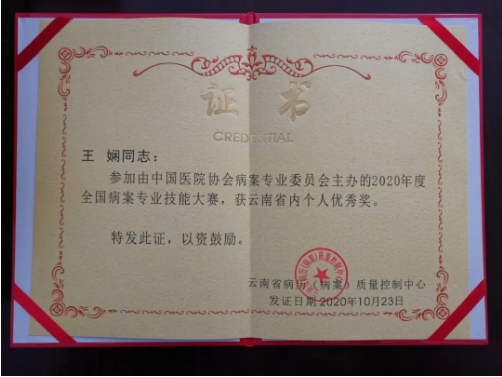 证书
CREDENTIAL
王 娴同志：
参加由中国医院协会病案专业委员会主办的2020年度
全国病案专业技能大赛，获云南省内个人优秀奖。
特发此证，以资鼓励。
云南省病历（病案）质量控制中心
发证日期2020年10月23日